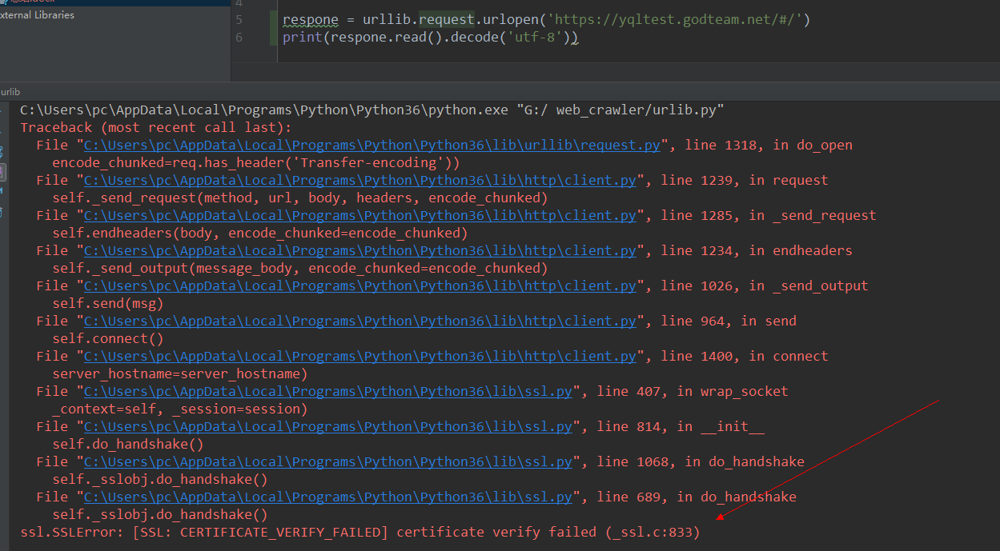 xternal Libraries
4
5 respone = urllib.request.urlopen('https://yqltest.godteam.net/#/')
6 print(respone.read().decode('utf-8'))
urlib
C:\Users\pc\AppData\Local\Programs\Python\Python36\python.exe "G:/ web_crawler/urlib.py"
Traceback (most recent call last):
File "C:\Users\pc\AppData\Local\Programs\Python\Python36\lib\urllib\request.py", line 1318, in do_open
encode_chunked=req.has_header('Transfer-encoding'))
File "C:\Users\pc\AppData\Local\Programs\Python\Python36\lib\http\client.py", line 1239, in request
self._send_request(method, url, body, headers, encode_chunked)
File "C:\Users\pc\AppData\Local\Programs\Python\Python36\lib\http\client.py", line 1285, in _send_request
self.endheaders(body, encode_chunked=encode_chunked)
File "C:\Users\pc\AppData\Local\Programs\Python\Python36\lib\http\client.py", line 1234, in endheaders
self._send_output(message_body, encode_chunked=encode_chunked)
File "C:\Users\pc\AppData\Local\Programs\Python\Python36\lib\http\client.py", line 1026, in _send_output
self.send(msg)
File "C:\Users\pc\AppData\Local\Programs\Python\Python36\lib\http\client.py", line 964, in send
self.connect()
File "C:\Users\pc\AppData\Local\Programs\Python\Python36\lib\http\client.py", line 1400, in connect
server_hostname=server_hostname)
File "C:\Users\pc\AppData\Local\Programs\Python\Python36\lib\ssl.py", line 407, in wrap_socket
_context=self, _session=session)
File "C:\Users\pc\AppData\Local\Programs\Python\Python36\lib\ssl.py", line 814, in __init__
self.do_handshake()
File "C:\Users\pc\AppData\Local\Programs\Python\Python36\lib\ssl.py", line 1068, in do_handshake
self._sslobj.do_handshake()
File "C:\Users\pc\AppData\Local\Programs\Python\Python36\lib\ssl.py", line 689, in do_handshake
self._sslobj.do_handshake()
ssl.SSLError: [SSL: CERTIFICATE_VERIFY_FAILED] certificate verify failed (_ssl.c:833)